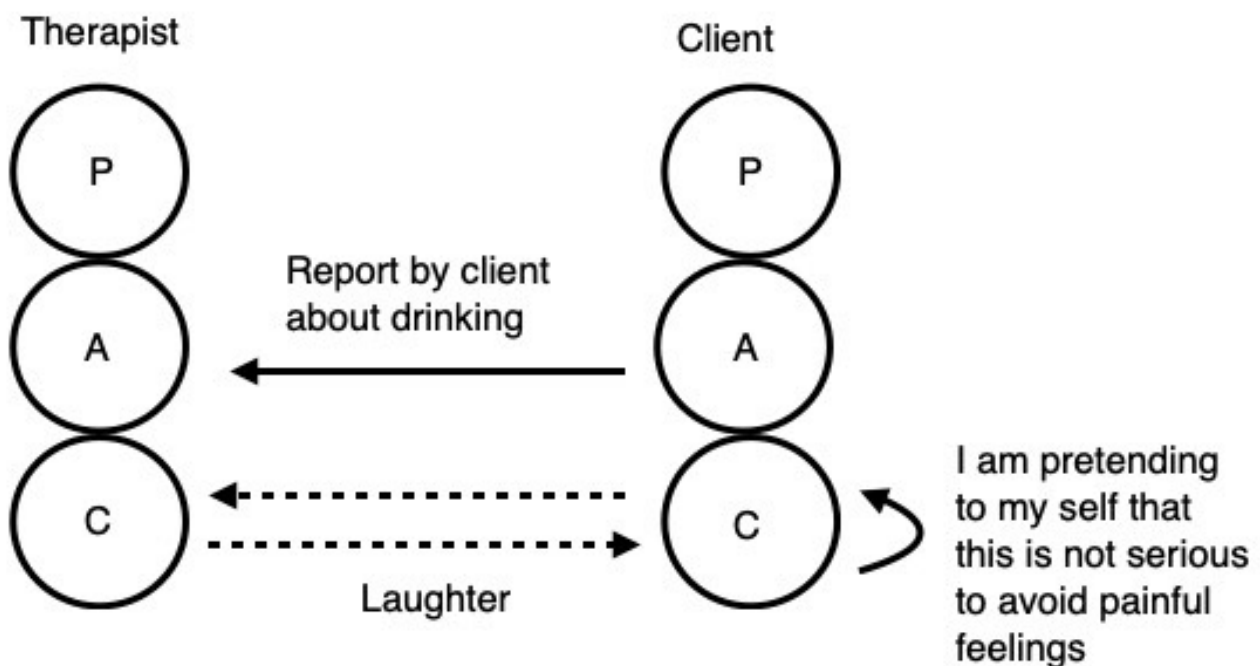 Therapist
Client
P
P
Report by client
about drinking
A
A
I am pretending
to my self that
this is not serious
to avoid painful
feelings
C
C
Laughter